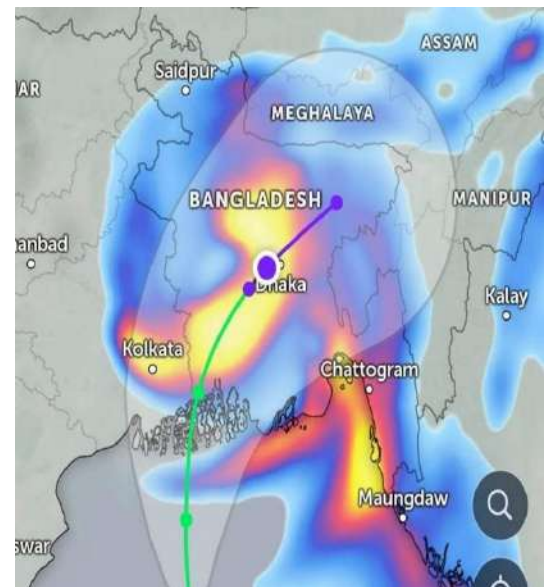 ASSAM
Saidpur
AR
MEGHALAYA
BANGLADESH
MANIPUR
anbad
Dhaka
Kalay
Kolkata
Chattogram
Maungdaw
swar